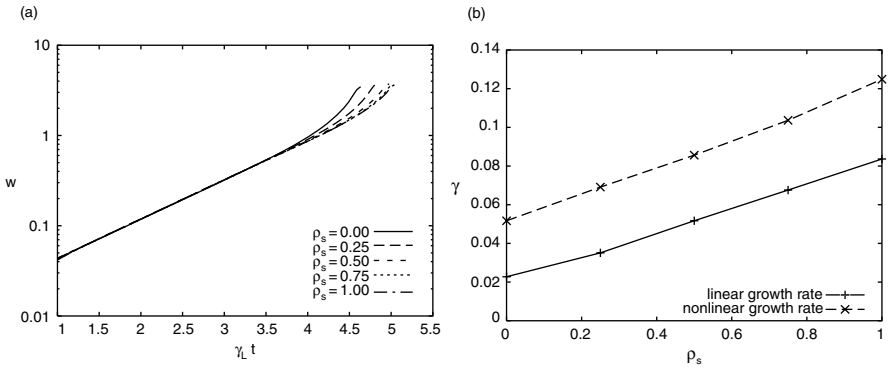 (a)
10
1
0.1
0.01
w
ρs = 0.00
ρs = 0.25
ρs = 0.50
ρs = 0.75
ρs = 1.00
1 1.5 2 2.5 3 3.5 4 4.5 5 5.5
γL t
(b)
0.14
0.12
0.1
0.08
0.06
0.04
0.02
0
γ
linear growth rate
nonlinear growth rate
0 0.2 0.4 0.6 0.8 1
ρs